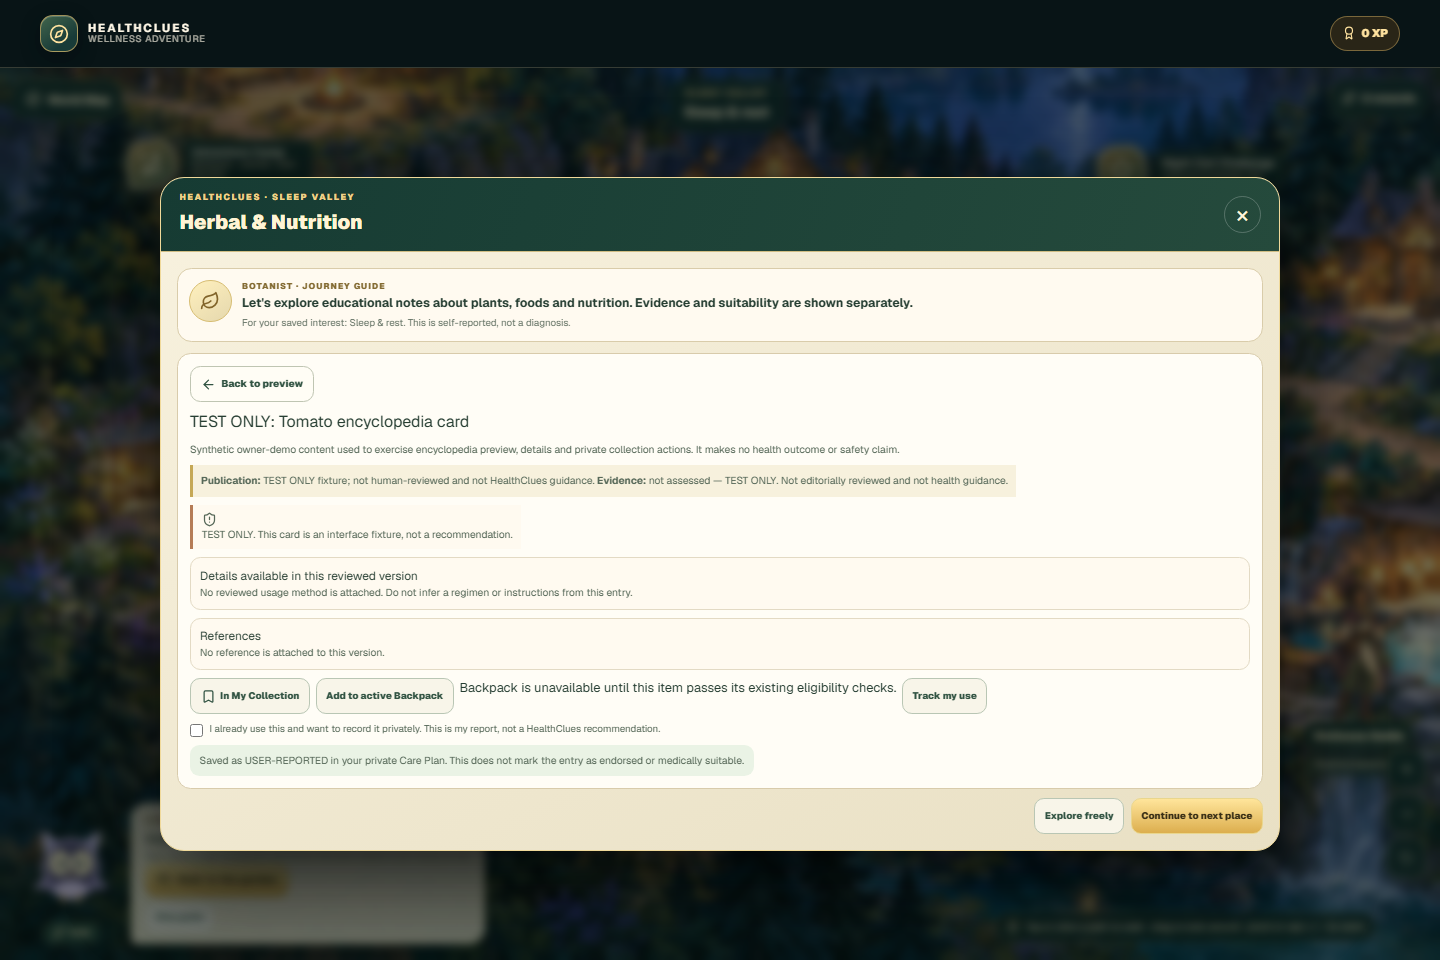 HEALTHCLUES
WELLNESS ADVENTURE
0 XP
HEALTHCLUES · SLEEP VALLEY
Herbal & Nutrition
BOTANIST · JOURNEY GUIDE
Let's explore educational notes about plants, foods and nutrition. Evidence and suitability are shown separately.
For your saved interest: Sleep & rest. This is self-reported, not a diagnosis.
Back to preview
TEST ONLY: Tomato encyclopedia card
Synthetic owner-demo content used to exercise encyclopedia preview, details and private collection actions. It makes no health outcome or safety claim.
Publication: TEST ONLY fixture; not human-reviewed and not HealthClues guidance. Evidence: not assessed — TEST ONLY. Not editorially reviewed and not health guidance.
TEST ONLY. This card is an interface fixture, not a recommendation.
Details available in this reviewed version
No reviewed usage method is attached. Do not infer a regimen or instructions from this entry.
References
No reference is attached to this version.
In My Collection Add to active Backpack Backpack is unavailable until this item passes its existing eligibility checks. Track my use
I already use this and want to record it privately. This is my report, not a HealthClues recommendation.
Saved as USER-REPORTED in your private Care Plan. This does not mark the entry as endorsed or medically suitable.
Explore freely Continue to next place